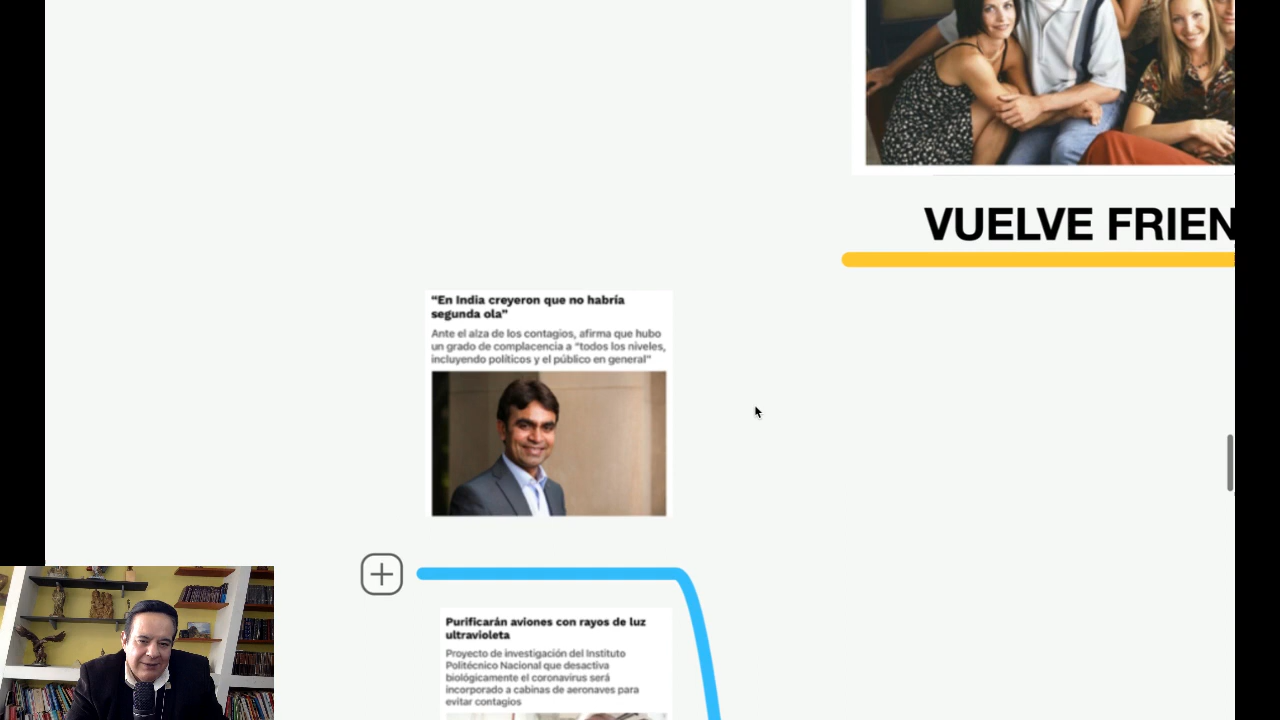 VUELVE FRIEN
“En India creyeron que no habría
segunda ola”
Ante el alza de los contagios, afirma que hubo
un grado de complacencia a “todos los niveles,
incluyendo políticos y el público en general”
Purificarán aviones con rayos de luz
ultravioleta
Proyecto de investigación del Instituto
Politécnico Nacional que desactiva
biológicamente el coronavirus será
incorporado a cabinas de aeronaves para
evitar contagios